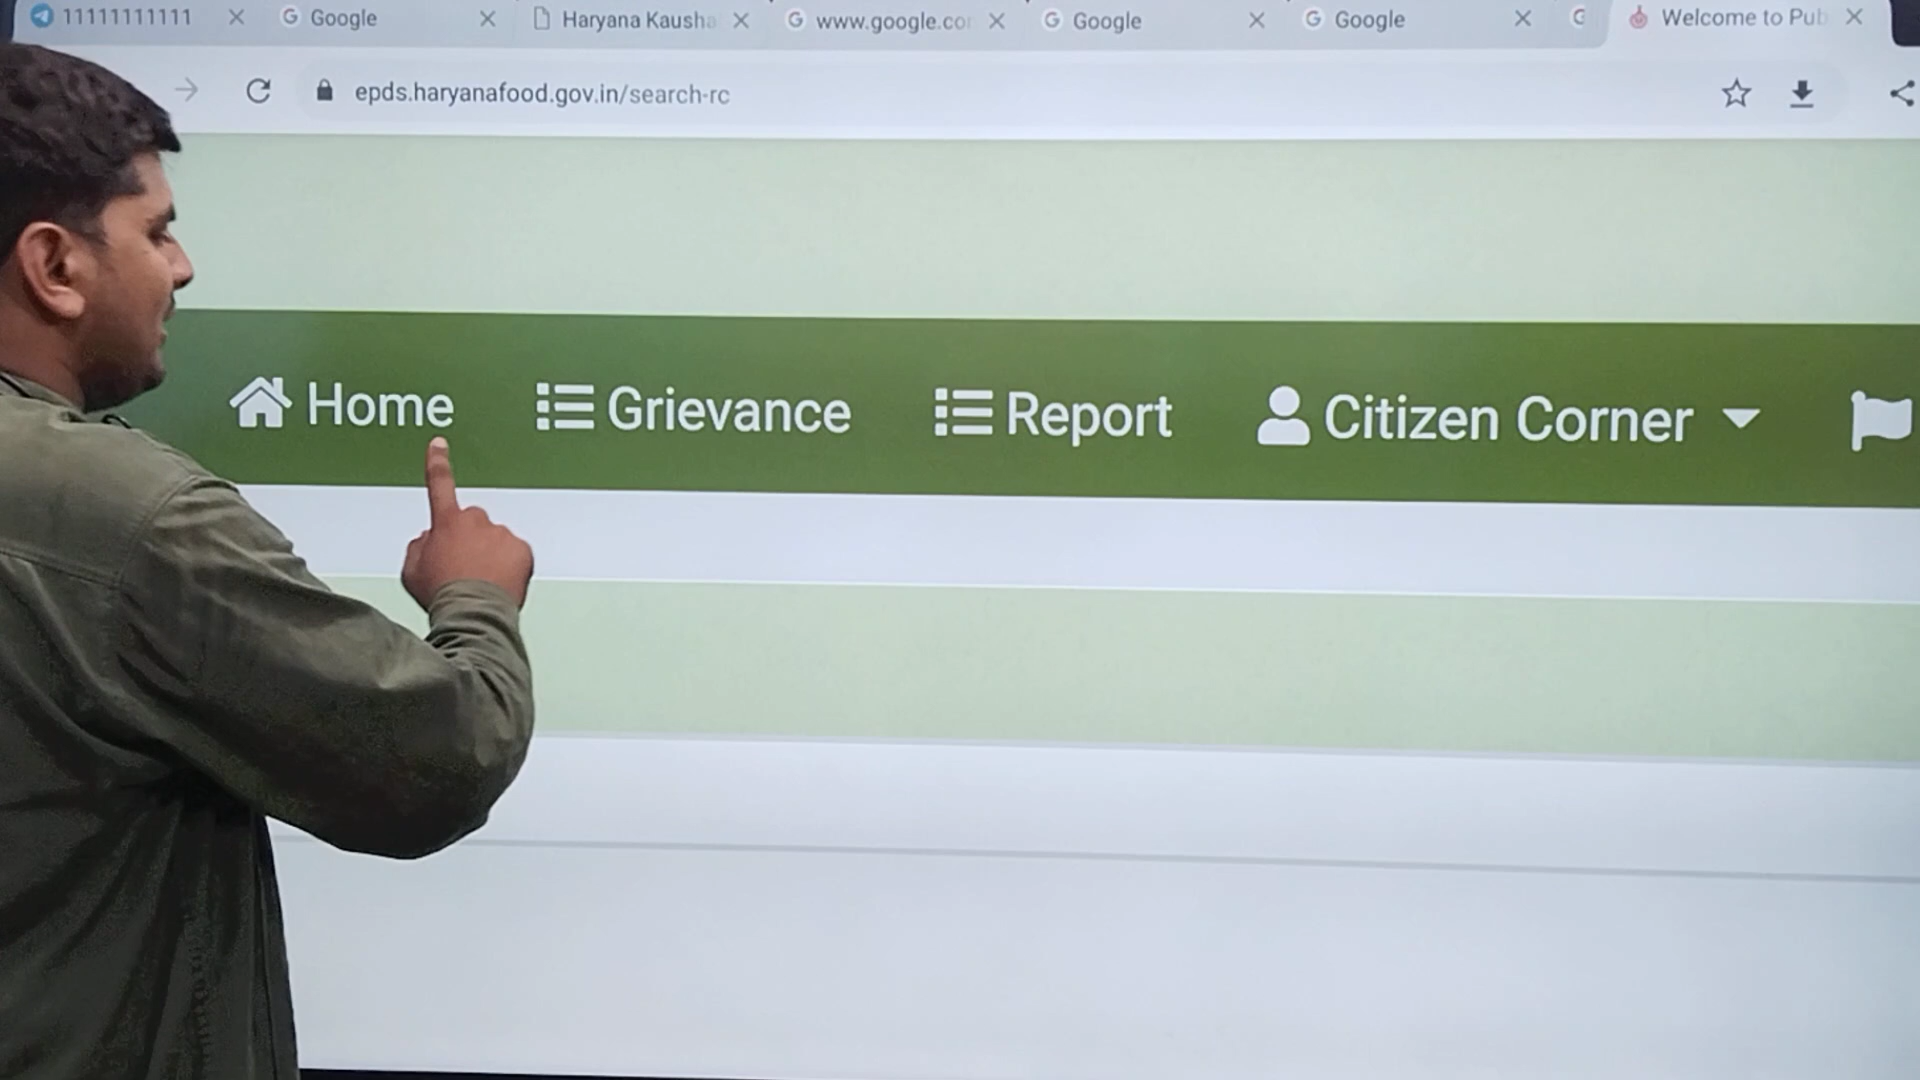 11111111111 Google Haryana Kausha www.google.co Google Google Welcome to Pub
epds.haryanafood.gov.in/search-rc
Home Grievance Report Citizen Corner